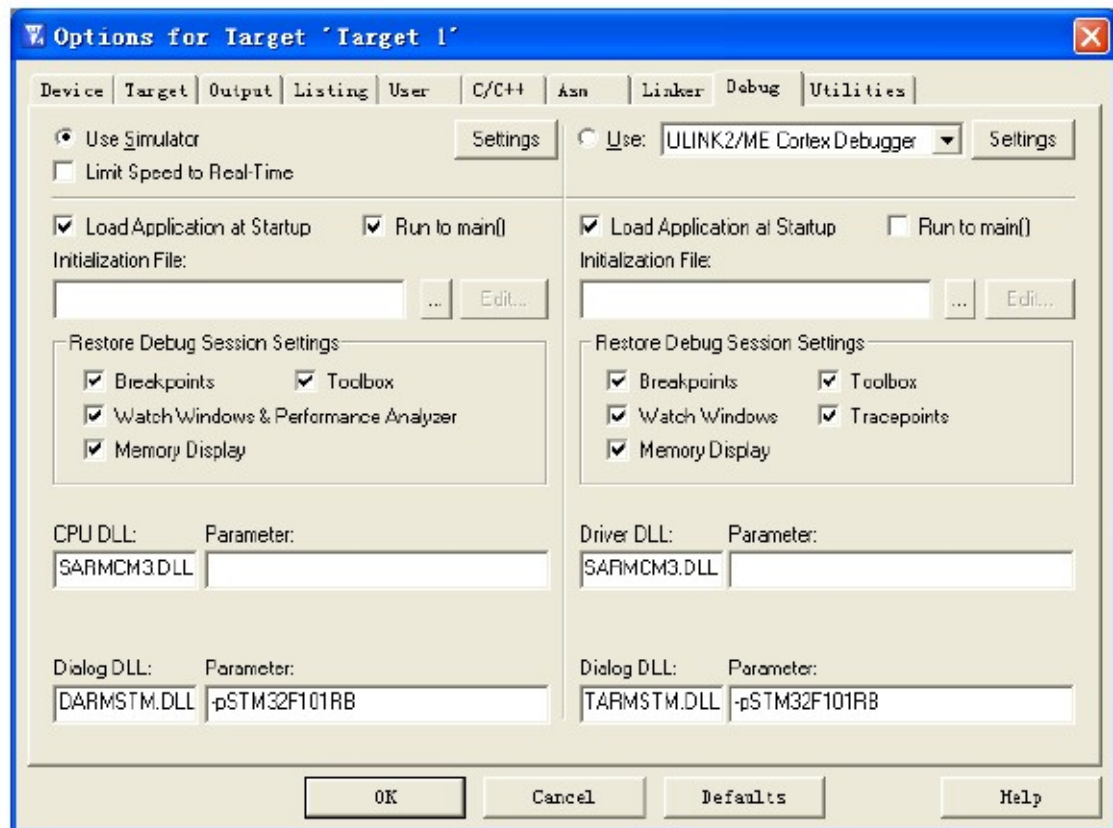 Options for Target 'Target 1'
Device Target Output Listing User C/C++ Asm Linker Debug Utilities
Use Simulator Settings Use: ULINK2/ME Cortex Debugger Settings
Limit Speed to Real-Time
Load Application at Startup Run to main() Load Application at Startup Run to main()
Initialization File: Initialization File:
... Edit... ... Edit...
Restore Debug Session Settings Restore Debug Session Settings
Breakpoints Toolbox Breakpoints Toolbox
Watch Windows & Performance Analyzer Watch Windows Tracepoints
Memory Display Memory Display
CPU DLL: Parameter: Driver DLL: Parameter:
SARMCM3.DLL SARMCM3.DLL
Dialog DLL: Parameter: Dialog DLL: Parameter:
DARMSTM.DLL -pSTM32F101RB TARMSTM.DLL -pSTM32F101RB
OK Cancel Defaults Help